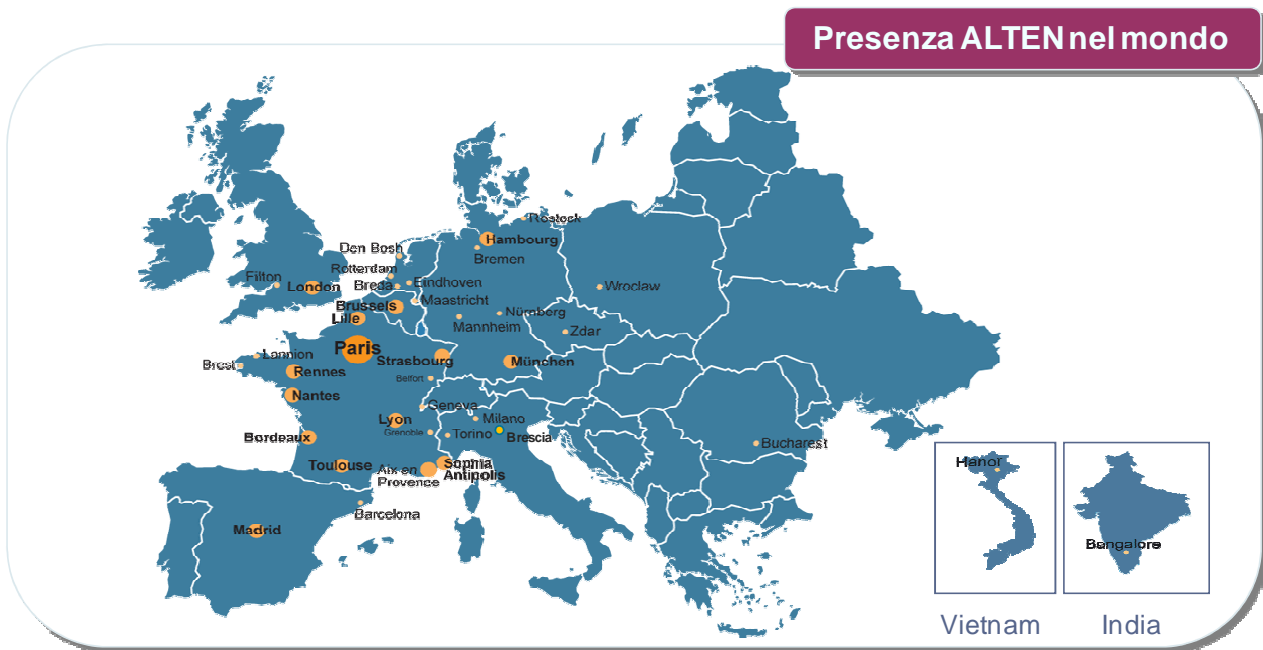 Presenza ALTEN nel mondo
Rostock
Hambourg
Den Bosh
Bremen
Rotterdam
Filton
Eindhoven
London
Breda
Wroclaw
Maastricht
Brussels
Nürnberg
Lille
Mannheim
Zdar
Paris
Lannion
Strasbourg
München
Brest
Rennes
Belfort
Nantes
Geneva
Lyon
Milano
Grenoble
Torino
Brescia
Bordeaux
Bucharest
Toulouse
Aix en
Provence
Sophia
Antipolis
Barcelona
Madrid
Hanoï
Bangalore
Vietnam
India